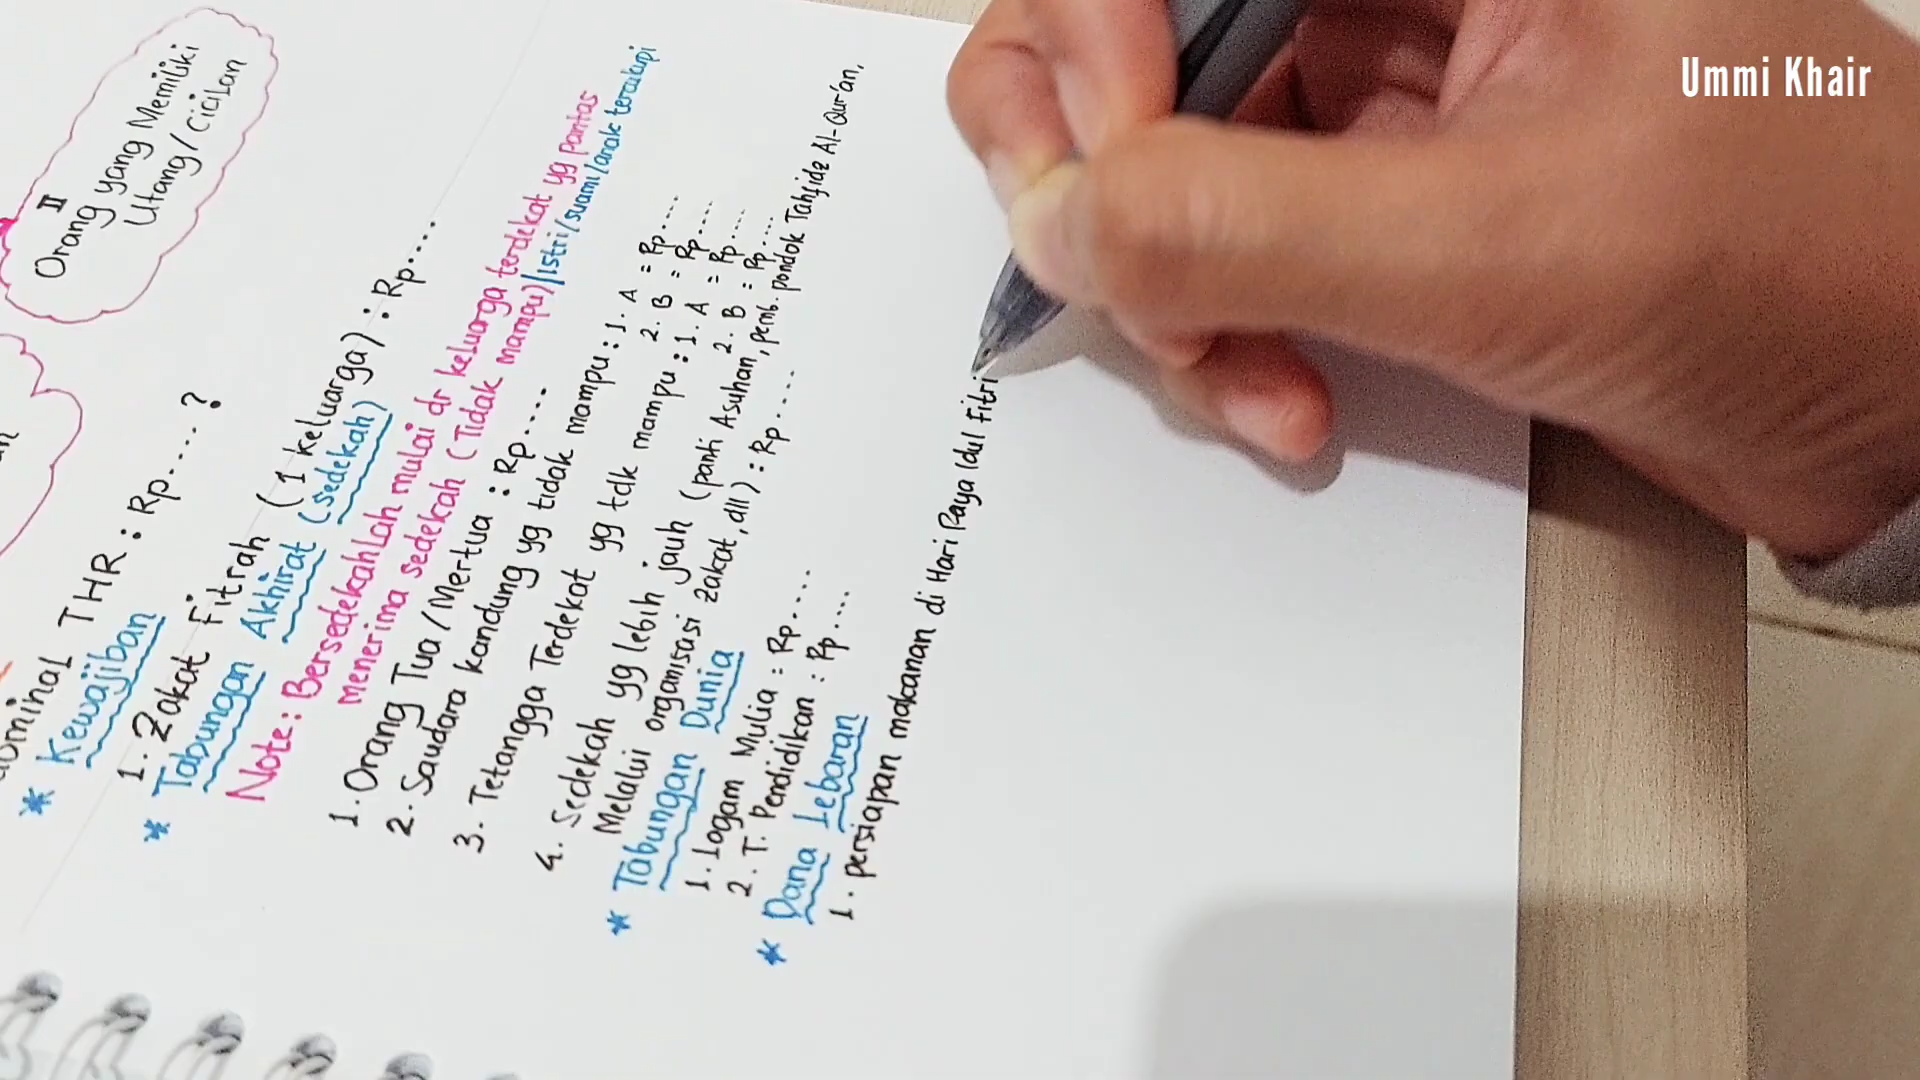 Ummi Khair
II
Orang yang Memiliki
Utang/Cicilan
Nominal THR : Rp.....?
* Kewajiban
1. Zakat Fitrah (1 keluarga) : Rp....
* Tabungan Akhirat (Sedekah)
Note: Bersedekahlah mulai dr keluarga terdekat yg pantas
menerima sedekah (Tidak mampu)/Istri/suami/anak terakapi
1. Orang Tua/Mertua : Rp....
2. Saudara kandung yg tidak mampu : 1. A = Rp....
2. B = Rp....
3. Tetangga Terdekat yg tdk mampu : 1. A = Rp....
2. B = Rp....
4. Sedekah yg lebih jauh (panti Asuhan, pemb. pondok Tahfidz Al-Qur'an,
Melalui organisasi zakat, dll) : Rp.....
* Tabungan Dunia
1. Logam Mulia : Rp....
2. T. Pendidikan : Rp....
* Dana Lebaran
1. persiapan makanan di Hari Raya Idul Fitri